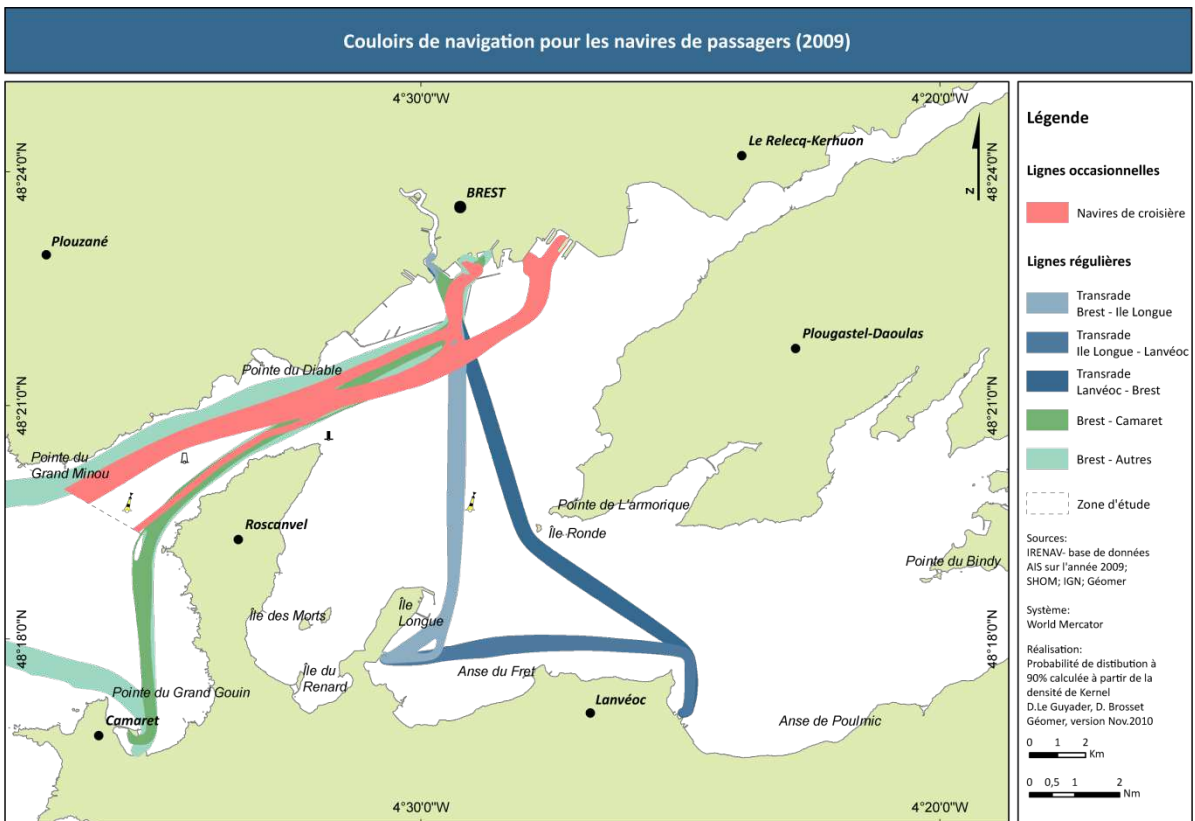 Couloirs de navigation pour les navires de passagers (2009)
4°30'0"W
4°20'0"W
48°24'0"N
48°24'0"N
Le Relecq-Kerhuon
BREST
Plouzané
Plougastel-Daoulas
Pointe du Diable
48°21'0"N
48°21'0"N
Pointe du
Grand Minou
Pointe de L'armorique
Île Ronde
Roscanvel
Pointe du Bindy
Île des Morts
Île
Longue
48°18'0"N
48°18'0"N
Île du
Renard
Anse du Fret
Pointe du Grand Gouin
Lanvéoc
Anse de Poulmic
Camaret
4°30'0"W
4°20'0"W
N
Légende
Lignes occasionnelles
Navires de croisière
Lignes régulières
Transrade
Brest - Ile Longue
Transrade
Ile Longue - Lanvéoc
Transrade
Lanvéoc - Brest
Brest - Camaret
Brest - Autres
Zone d'étude
Sources:
IRENAV- base de données
AIS sur l'année 2009;
SHOM; IGN; Géomer
Système:
World Mercator
Réalisation:
Probabilité de distribution à
90% calculée à partir de la
densité de Kernel
D.Le Guyader, D. Brosset
Géomer, version Nov.2010
0 1 2
Km
0 0,5 1 2
Nm